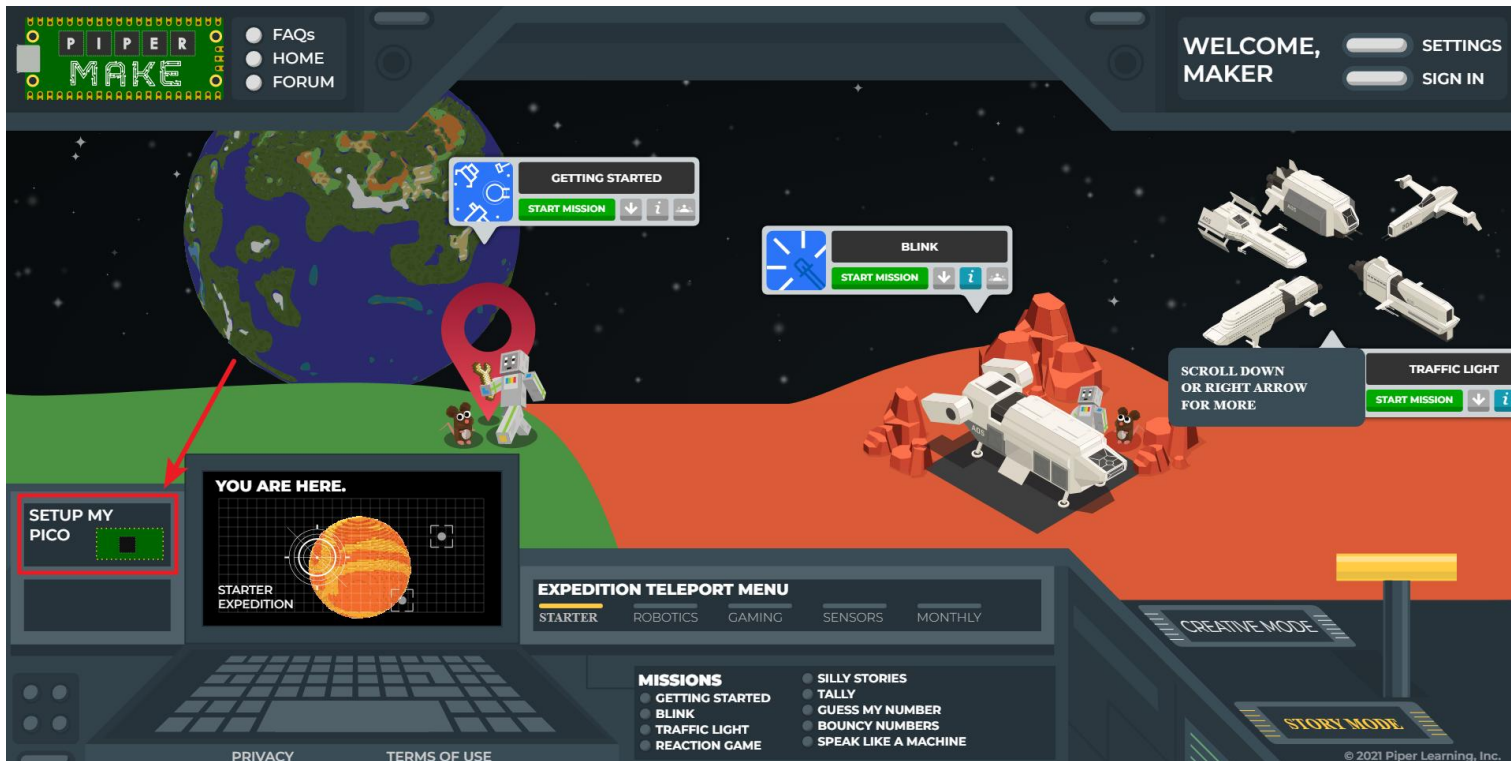 PIPER
MAKE
FAQs
HOME
FORUM
WELCOME,
MAKER
SETTINGS
SIGN IN
GETTING STARTED
START MISSION
i
BLINK
START MISSION
i
SCROLL DOWN
OR RIGHT ARROW
FOR MORE
TRAFFIC LIGHT
START MISSION
i
SETUP MY
PICO
YOU ARE HERE.
STARTER
EXPEDITION
EXPEDITION TELEPORT MENU
STARTER ROBOTICS GAMING SENSORS MONTHLY
MISSIONS
GETTING STARTED
BLINK
TRAFFIC LIGHT
REACTION GAME
SILLY STORIES
TALLY
GUESS MY NUMBER
BOUNCY NUMBERS
SPEAK LIKE A MACHINE
CREATIVE MODE
STORY MODE
PRIVACY TERMS OF USE
© 2021 Piper Learning, Inc.